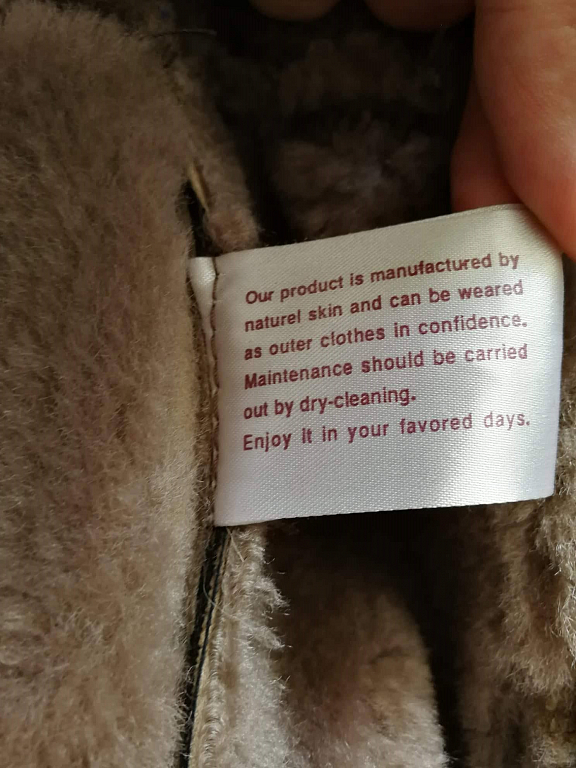 Our product is manufactured by
naturel skin and can be weared
as outer clothes in confidence.
Maintenance should be carried
out by dry-cleaning.
Enjoy it in your favored days.